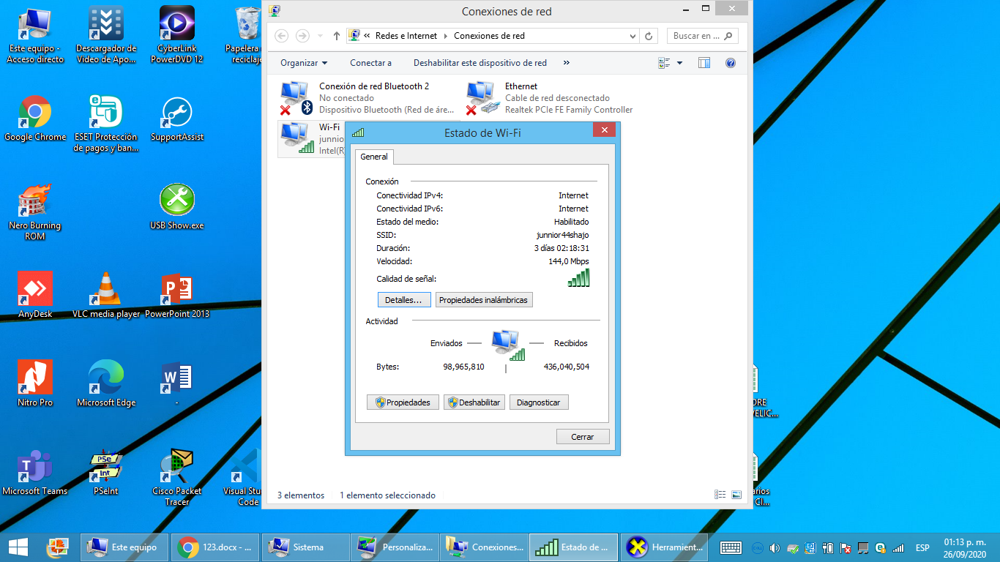 Este equipo -
Acceso directo
Descargador de
Vídeo de Apo...
CyberLink
PowerDVD 12
Papelera
reciclaje
Google Chrome
ESET Protección
de pagos y ban...
SupportAssist
Nero Burning
ROM
USB Show.exe
AnyDesk
VLC media player
PowerPoint 2013
Nitro Pro
Microsoft Edge
-
Microsoft Teams
PSeInt
Cisco Packet
Tracer
Visual Stu
Code
Conexiones de red
« Redes e Internet
Conexiones de red
Buscar en ...
Organizar
Conectar a
Deshabilitar este dispositivo de red
»
Conexión de red Bluetooth 2
No conectado
Dispositivo Bluetooth (Red de áre...
Ethernet
Cable de red desconectado
Realtek PCIe FE Family Controller
Wi-Fi
junnior
Intel(R)
Estado de Wi-Fi
General
Conexión
Conectividad IPv4: Internet
Conectividad IPv6: Internet
Estado del medio: Habilitado
SSID: junnior44shajo
Duración: 3 días 02:18:31
Velocidad: 144,0 Mbps
Calidad de señal:
Detalles...
Propiedades inalámbricas
Actividad
Enviados
Recibidos
Bytes: 98,965,810 436,040,504
Propiedades
Deshabilitar
Diagnosticar
Cerrar
3 elementos
1 elemento seleccionado
Este equipo
123.docx - ...
Sistema
Personaliza...
Conexiones...
Estado de ...
Herramient...
ESP
01:13 p. m.
26/09/2020